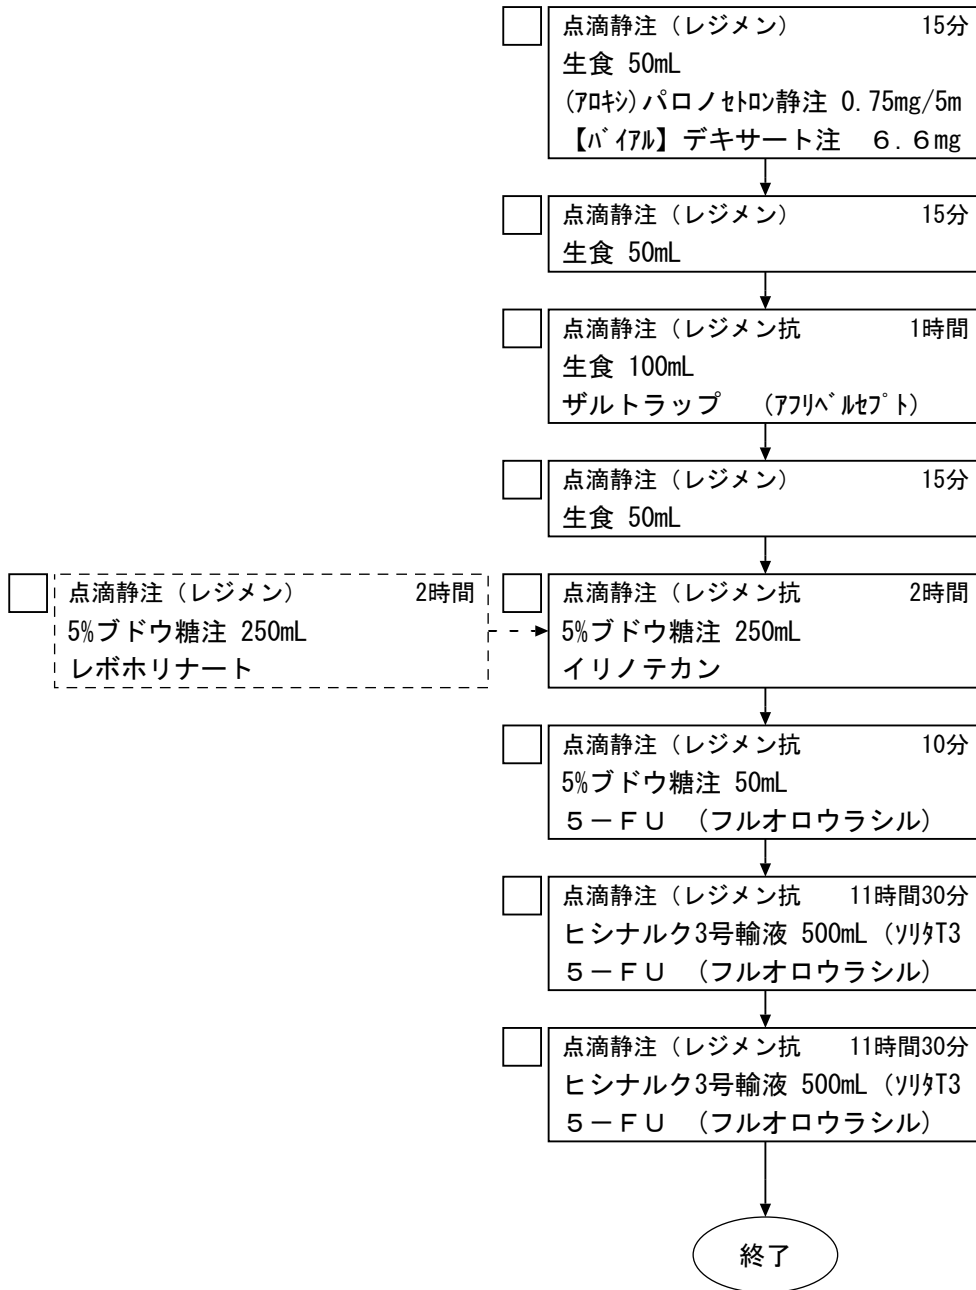 点滴静注（レジメン） 15分
生食 50mL
(ｱﾛｷｼ)パロノセトロン静注 0.75mg/5m
【ﾊﾞｲｱﾙ】デキサート注　６.６mg
点滴静注（レジメン） 15分
生食 50mL
点滴静注（レジメン抗 1時間
生食 100mL
ザルトラップ　（ｱﾌﾘﾍﾞﾙｾﾌﾟﾄ）
点滴静注（レジメン） 15分
生食 50mL
点滴静注（レジメン） 2時間
5%ブドウ糖注 250mL
レボホリナート
点滴静注（レジメン抗 2時間
5%ブドウ糖注 250mL
イリノテカン
点滴静注（レジメン抗 10分
5%ブドウ糖注 50mL
５－ＦＵ　（フルオロウラシル）
点滴静注（レジメン抗 11時間30分
ヒシナルク3号輸液 500mL（ｿﾘﾀT3
５－ＦＵ　（フルオロウラシル）
点滴静注（レジメン抗 11時間30分
ヒシナルク3号輸液 500mL（ｿﾘﾀT3
５－ＦＵ　（フルオロウラシル）
終了